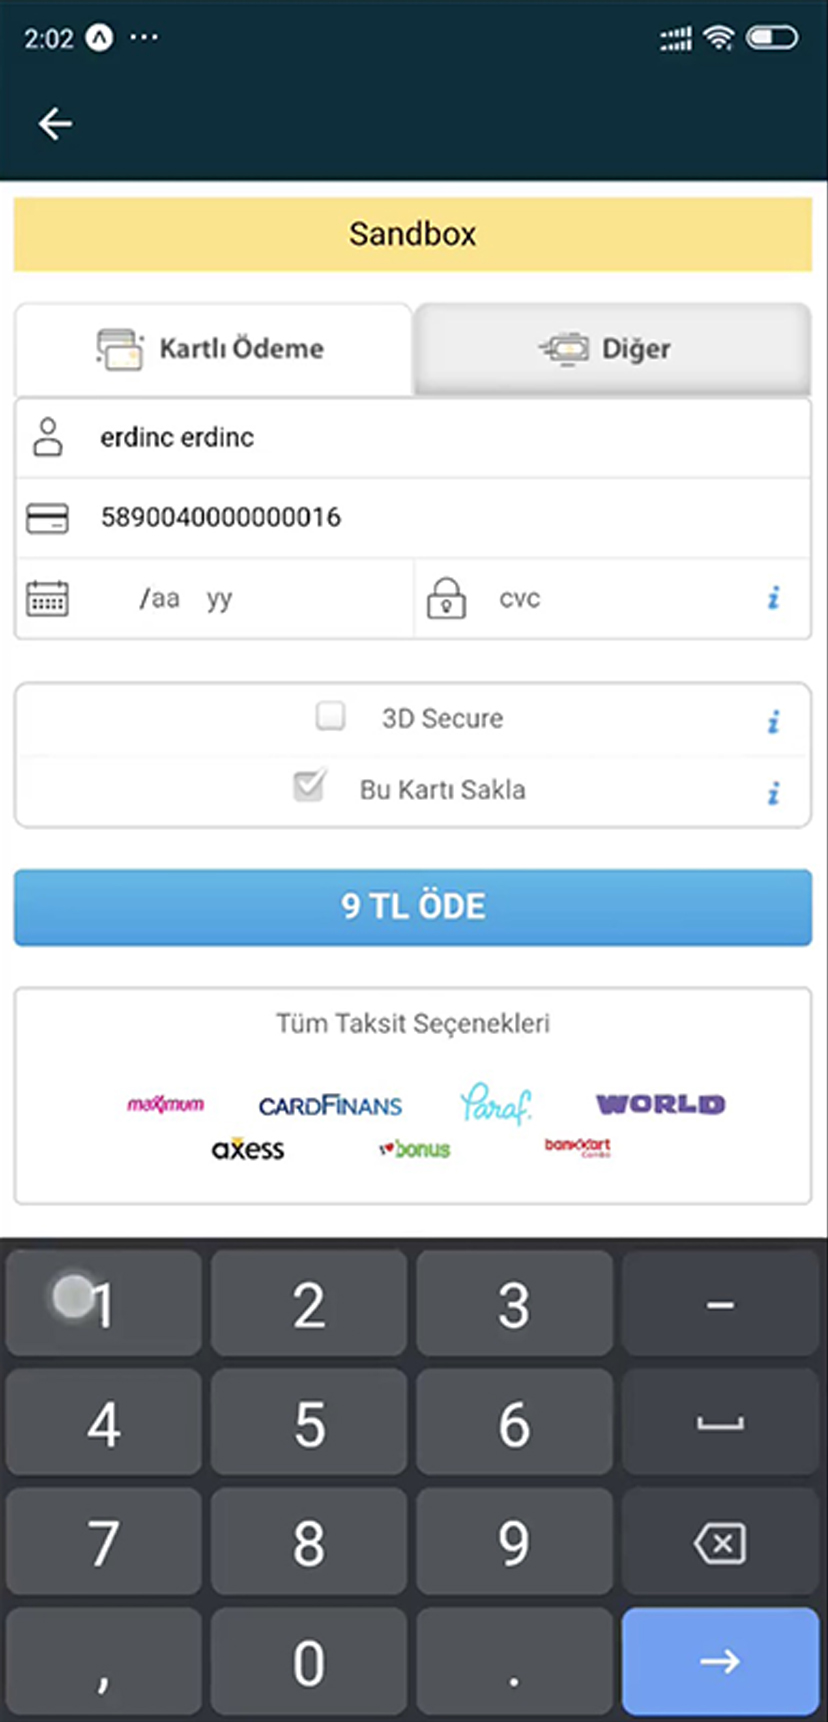 2:02
Sandbox
Kartlı Ödeme
Diğer
erdinc erdinc
5890040000000016
/aa yy
cvc
3D Secure
Bu Kartı Sakla
9 TL ÖDE
Tüm Taksit Seçenekleri
maximum CARDFINANS Paraf. WORLD
axess bonus bankkart
Combo
1 2 3 –
4 5 6
7 8 9
, 0 .